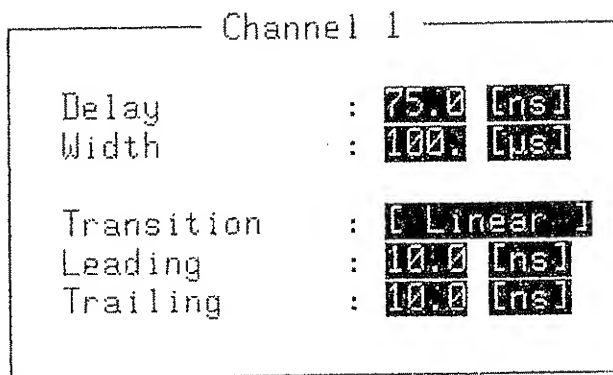 Channel 1
Delay : 75.0 [ns]
Width : 100. [µs]
Transition : [ Linear ]
Leading : 10.0 [ns]
Trailing : 10.0 [ns]